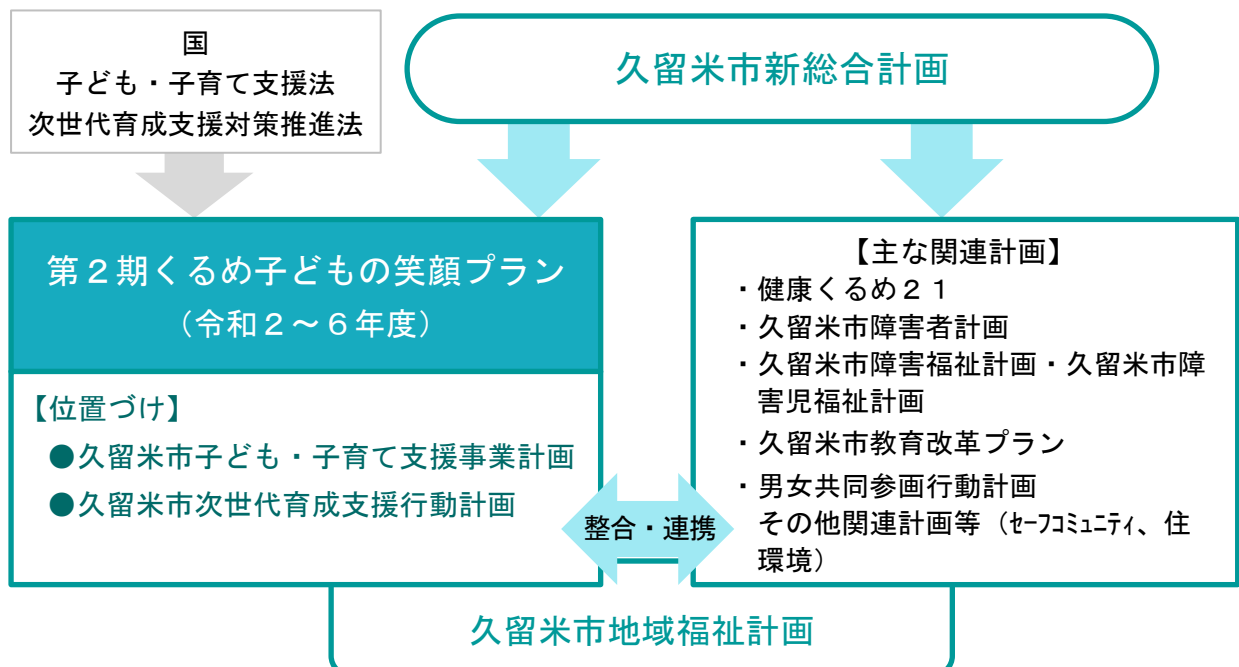 国
子ども・子育て支援法
次世代育成支援対策推進法
久留米市新総合計画
第２期くるめ子どもの笑顔プラン
（令和２～６年度）
【位置づけ】
●久留米市子ども・子育て支援事業計画
●久留米市次世代育成支援行動計画
整合・連携
【主な関連計画】
・健康くるめ２１
・久留米市障害者計画
・久留米市障害福祉計画・久留米市障
害児福祉計画
・久留米市教育改革プラン
・男女共同参画行動計画
その他関連計画等（ｾｰﾌｺﾐｭﾆﾃｨ、住
環境）
久留米市地域福祉計画